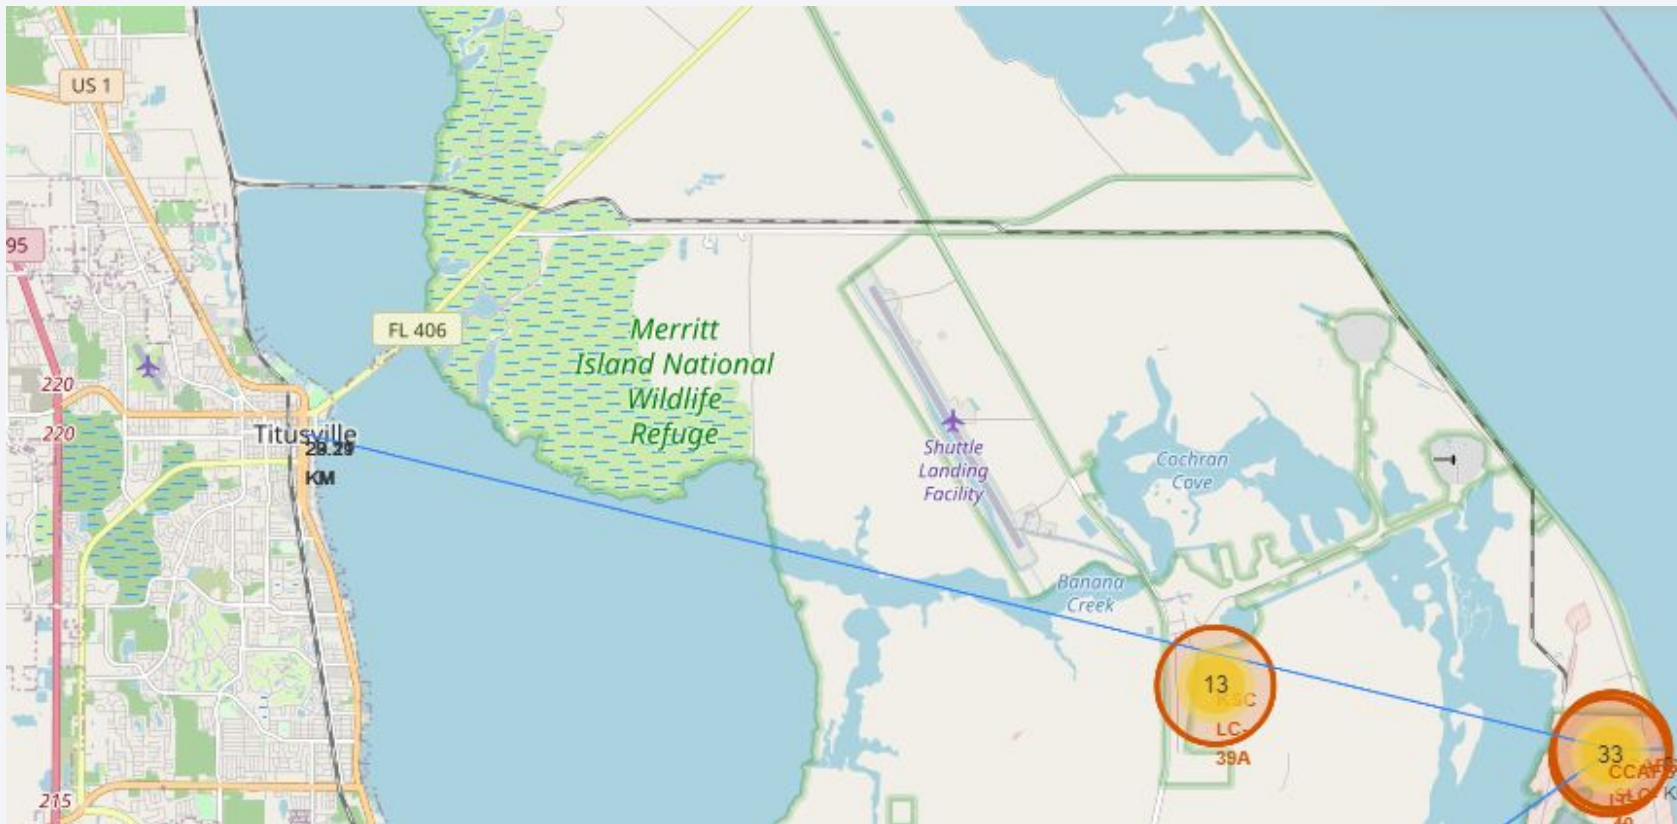 US 1
95
FL 406
Merritt
Island National
Wildlife
Refuge
220
220
Titusville
KM
Shuttle
Landing
Facility
Cochran
Cove
Banana
Creek
13
KSC
LC-
39A
33
215